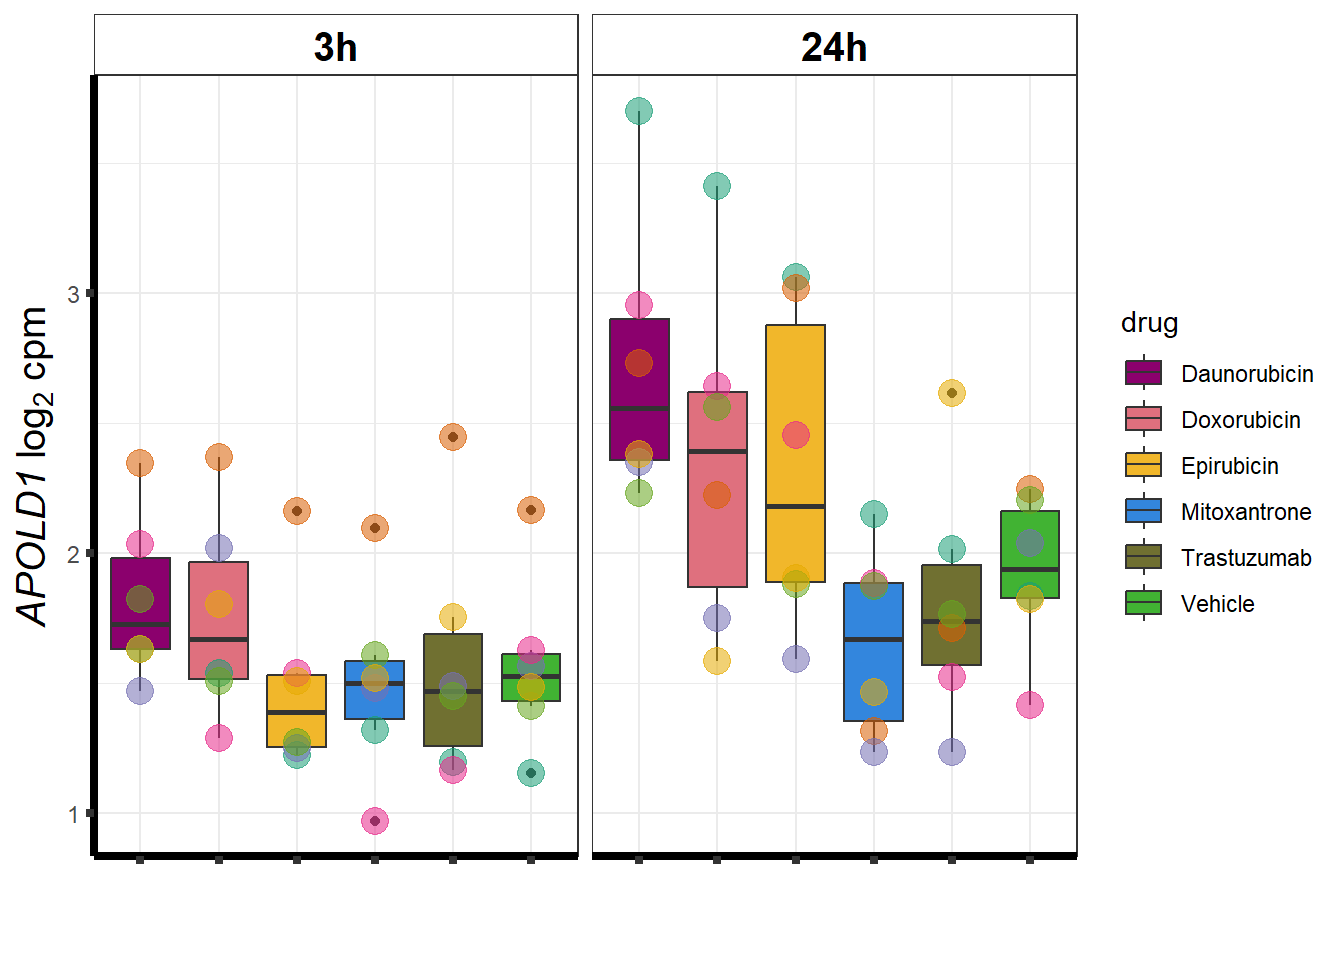 3h
24h
APOLD1 log₂ cpm
3
2
1
drug
Daunorubicin
Doxorubicin
Epirubicin
Mitoxantrone
Trastuzumab
Vehicle